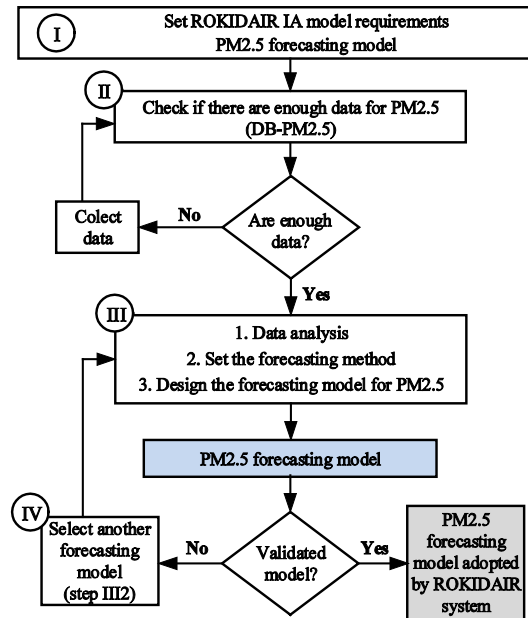 I
Set ROKIDAIR IA model requirements
PM2.5 forecasting model
II
Check if there are enough data for PM2.5
(DB-PM2.5)
Colect
data
No
Are enough
data?
Yes
III
1. Data analysis
2. Set the forecasting method
3. Design the forecasting model for PM2.5
PM2.5 forecasting model
IV
Select another
forecasting
model
(step III2)
No
Validated
model?
Yes
PM2.5
forecasting
model adopted
by ROKIDAIR
system